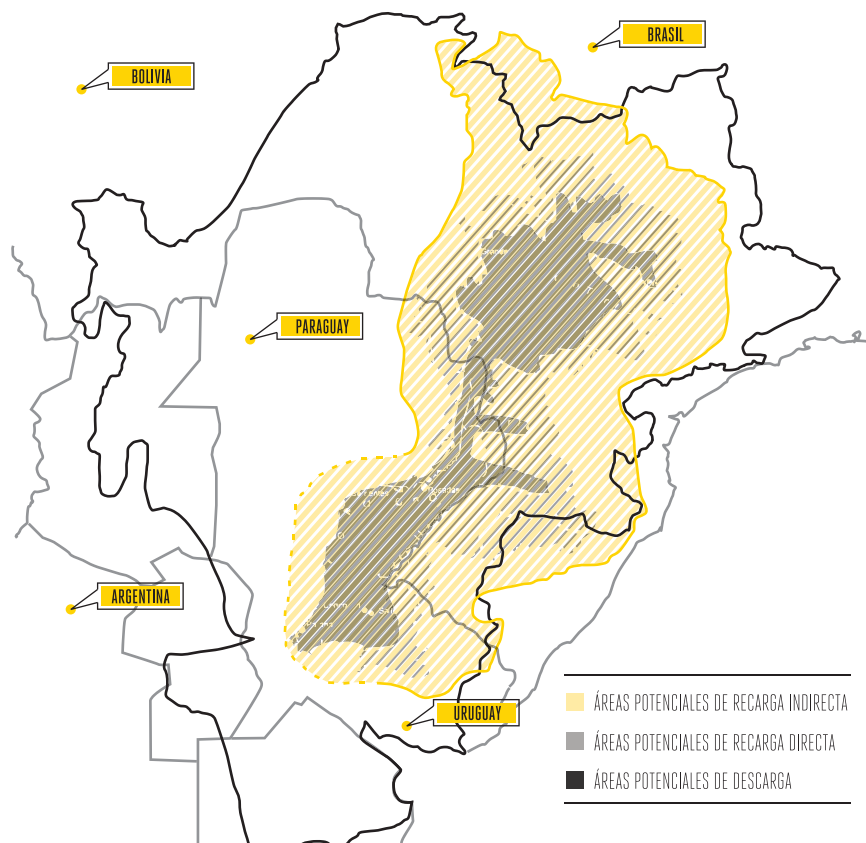 BRASIL
BOLIVIA
PARAGUAY
ARGENTINA
URUGUAY
ÁREAS POTENCIALES DE RECARGA INDIRECTA
ÁREAS POTENCIALES DE RECARGA DIRECTA
ÁREAS POTENCIALES DE DESCARGA